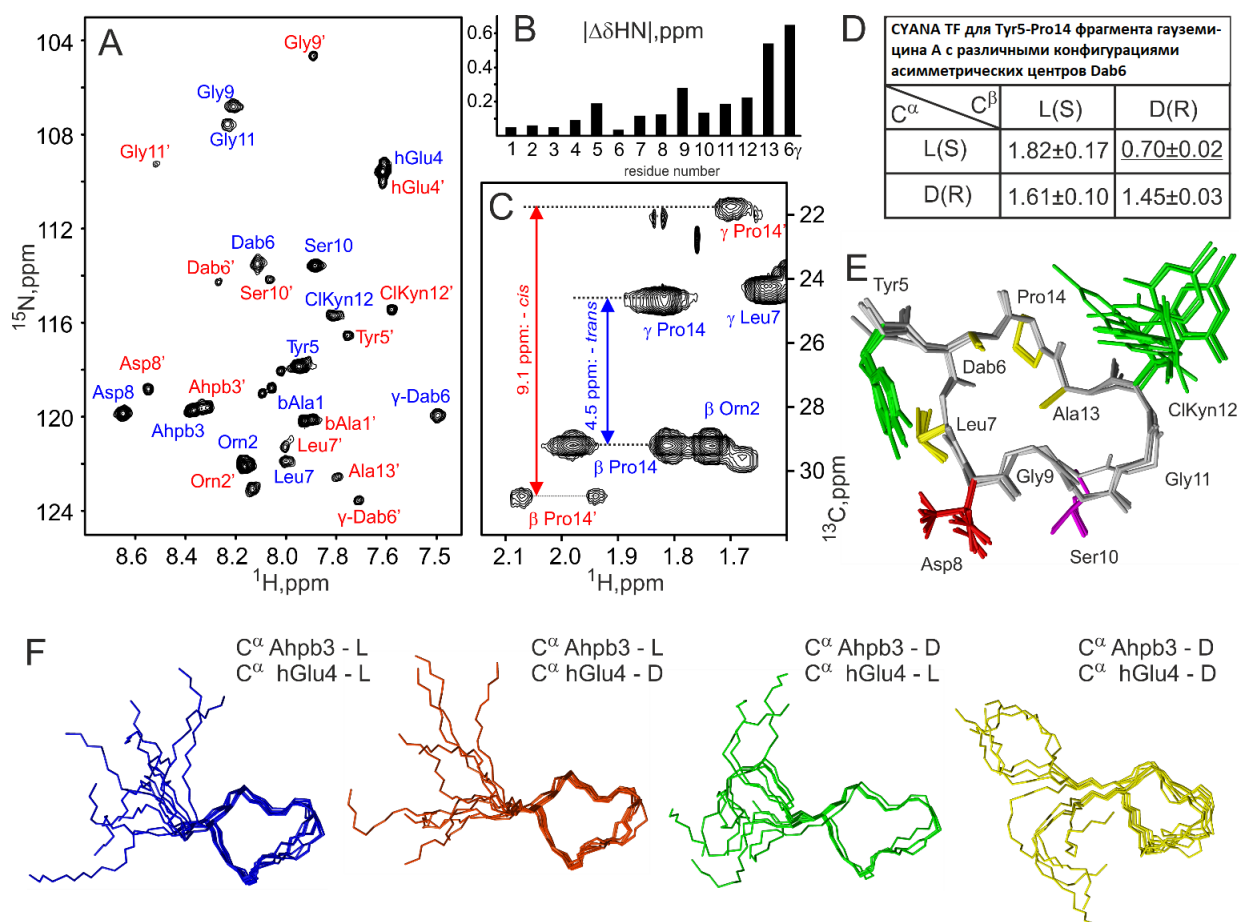 A
104
108
112
116
120
124
¹⁵N,ppm
8.6
8.4
8.2
8.0
7.8
7.6
7.5
¹H,ppm
Gly9'
Gly9
Gly11
Gly11'
hGlu4
hGlu4'
Dab6
Ser10
Dab6'
Ser10'
ClKyn12
ClKyn12'
Tyr5
Tyr5'
Asp8'
Asp8
Ahpb3'
Ahpb3
bAla1
bAla1'
γ-Dab6
Orn2
Leu7'
Leu7
Orn2'
Ala13'
γ-Dab6'
B
|ΔδHN|,ppm
0.6
0.4
0.2
1 2 3 4 5 6 7 8 9 10 11 12 13 6γ
residue number
C
9.1 ppm: - cis
4.5 ppm: - trans
γ Pro14'
γ Pro14
γ Leu7
β Orn2
β Pro14
β Pro14'
22
24
26
28
30
¹³C,ppm
2.1
2.0
1.9
1.8
1.7
¹H,ppm
D
CYANA TF для Tyr5-Pro14 фрагмента гауземи-
цина А с различными конфигурациями
асимметрических центров Dab6
Cα Cβ L(S) D(R)
L(S) 1.82±0.17 0.70±0.02
D(R) 1.61±0.10 1.45±0.03
E
Tyr5
Pro14
Dab6
Leu7
Ala13
ClKyn12
Gly9
Gly11
Asp8
Ser10
F
Cα Ahpb3 - L
Cα hGlu4 - L
Cα Ahpb3 - L
Cα hGlu4 - D
Cα Ahpb3 - D
Cα hGlu4 - L
Cα Ahpb3 - D
Cα hGlu4 - D